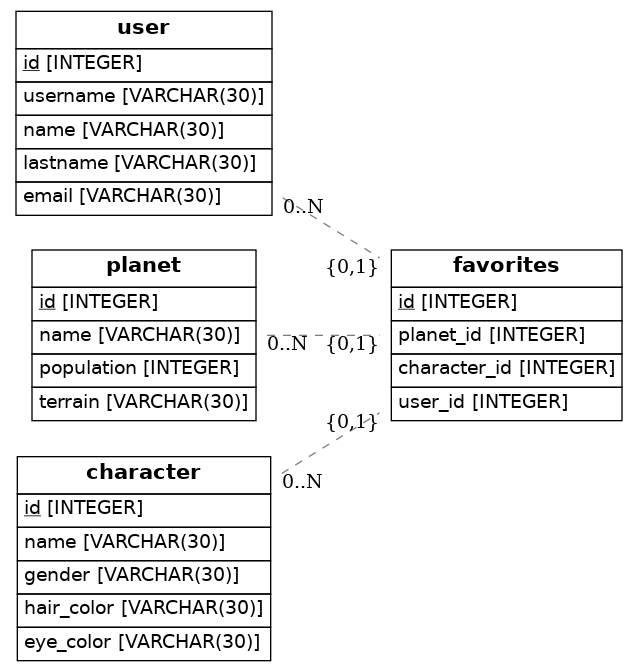 user
id [INTEGER]
username [VARCHAR(30)]
name [VARCHAR(30)]
lastname [VARCHAR(30)]
email [VARCHAR(30)]
0..N
{0,1}
planet
id [INTEGER]
name [VARCHAR(30)]
population [INTEGER]
terrain [VARCHAR(30)]
0..N
{0,1}
favorites
id [INTEGER]
planet_id [INTEGER]
character_id [INTEGER]
user_id [INTEGER]
{0,1}
0..N
character
id [INTEGER]
name [VARCHAR(30)]
gender [VARCHAR(30)]
hair_color [VARCHAR(30)]
eye_color [VARCHAR(30)]